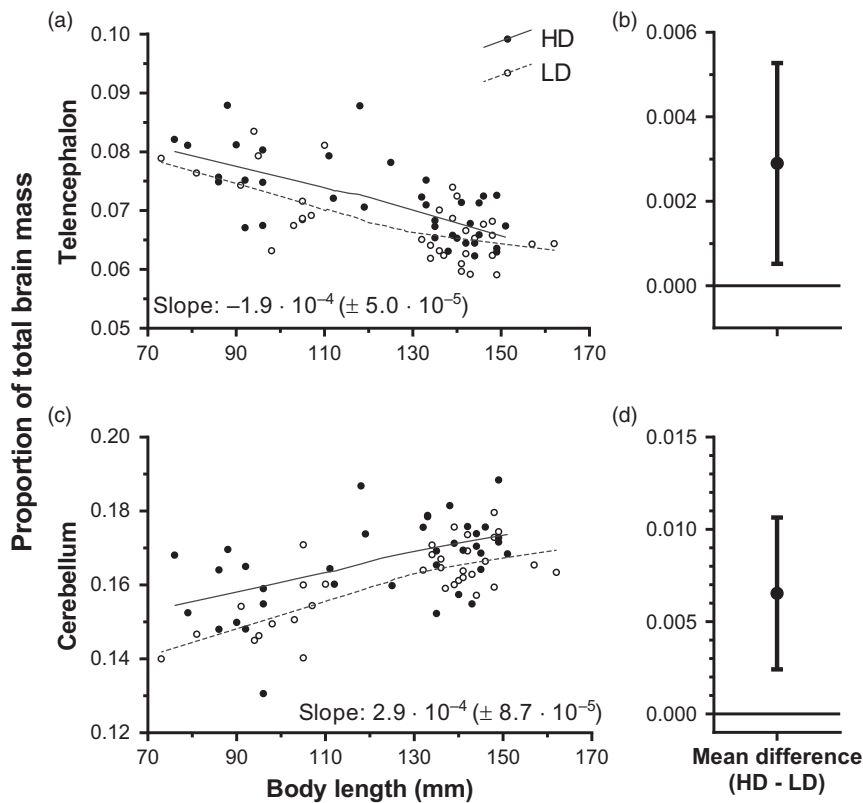 (a)
(b)
Proportion of total brain mass
Telencephalon
0.10
0.09
0.08
0.07
0.06
0.05
HD
LD
Slope: –1.9 · 10–4 (± 5.0 · 10–5)
70
90
110
130
150
170
0.006
0.004
0.002
0.000
(c)
(d)
Cerebellum
0.20
0.18
0.16
0.14
0.12
Slope: 2.9 · 10–4 (± 8.7 · 10–5)
70
90
110
130
150
170
Body length (mm)
0.015
0.010
0.005
0.000
Mean difference
(HD - LD)